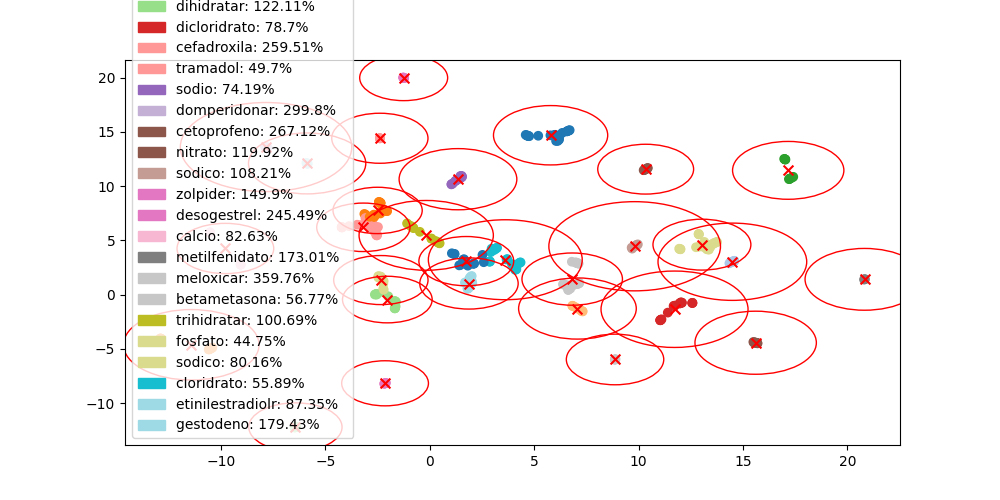 dihidratar: 122.11%
dicloridrato: 78.7%
cefadroxila: 259.51%
tramadol: 49.7%
sodio: 74.19%
domperidonar: 299.8%
cetoprofeno: 267.12%
nitrato: 119.92%
sodico: 108.21%
zolpider: 149.9%
desogestrel: 245.49%
calcio: 82.63%
metilfenidato: 173.01%
meloxicar: 359.76%
betametasona: 56.77%
trihidratar: 100.69%
fosfato: 44.75%
sodico: 80.16%
cloridrato: 55.89%
etinilestradiolr: 87.35%
gestodeno: 179.43%
20
15
10
5
0
−5
−10
−10 −5 0 5 10 15 20